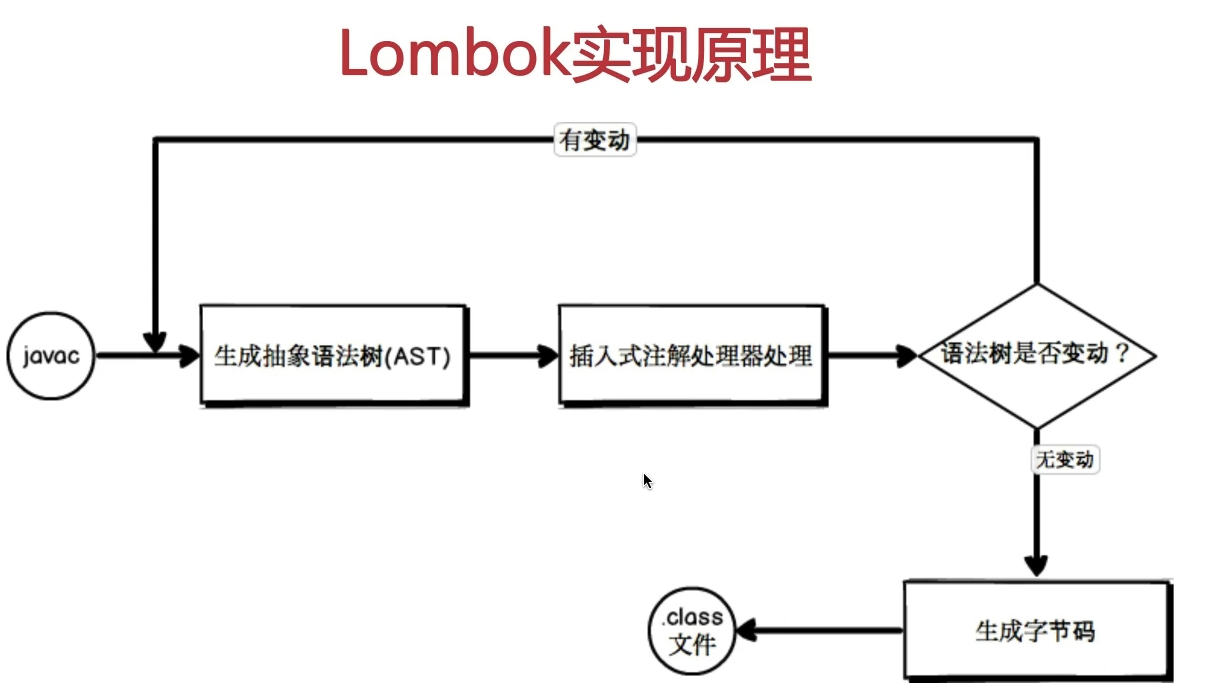 Lombok实现原理
有变动
javac
生成抽象语法树(AST)
插入式注解处理器处理
语法树是否变动？
无变动
生成字节码
.class
文件